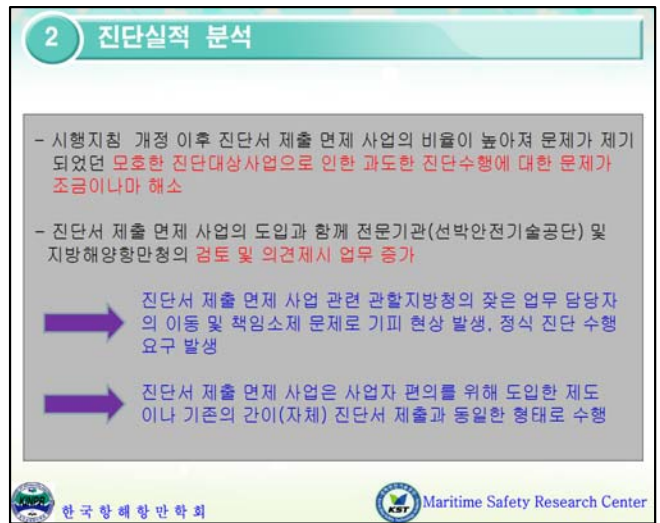 2 진단실적 분석
- 시행지침 개정 이후 진단서 제출 면제 사업의 비율이 높아져 문제가 제기
되었던 모호한 진단대상사업으로 인한 과도한 진단수행에 대한 문제가
조금이나마 해소
- 진단서 제출 면제 사업의 도입과 함께 전문기관(선박안전기술공단) 및
지방해양항만청의 검토 및 의견제시 업무 증가
진단서 제출 면제 사업 관련 관할지방청의 잦은 업무 담당자
의 이동 및 책임소제 문제로 기피 현상 발생, 정식 진단 수행
요구 발생
진단서 제출 면제 사업은 사업자 편의를 위해 도입한 제도
이나 기존의 간이(자체) 진단서 제출과 동일한 형태로 수행
한국항해항만학회
KST Maritime Safety Research Center